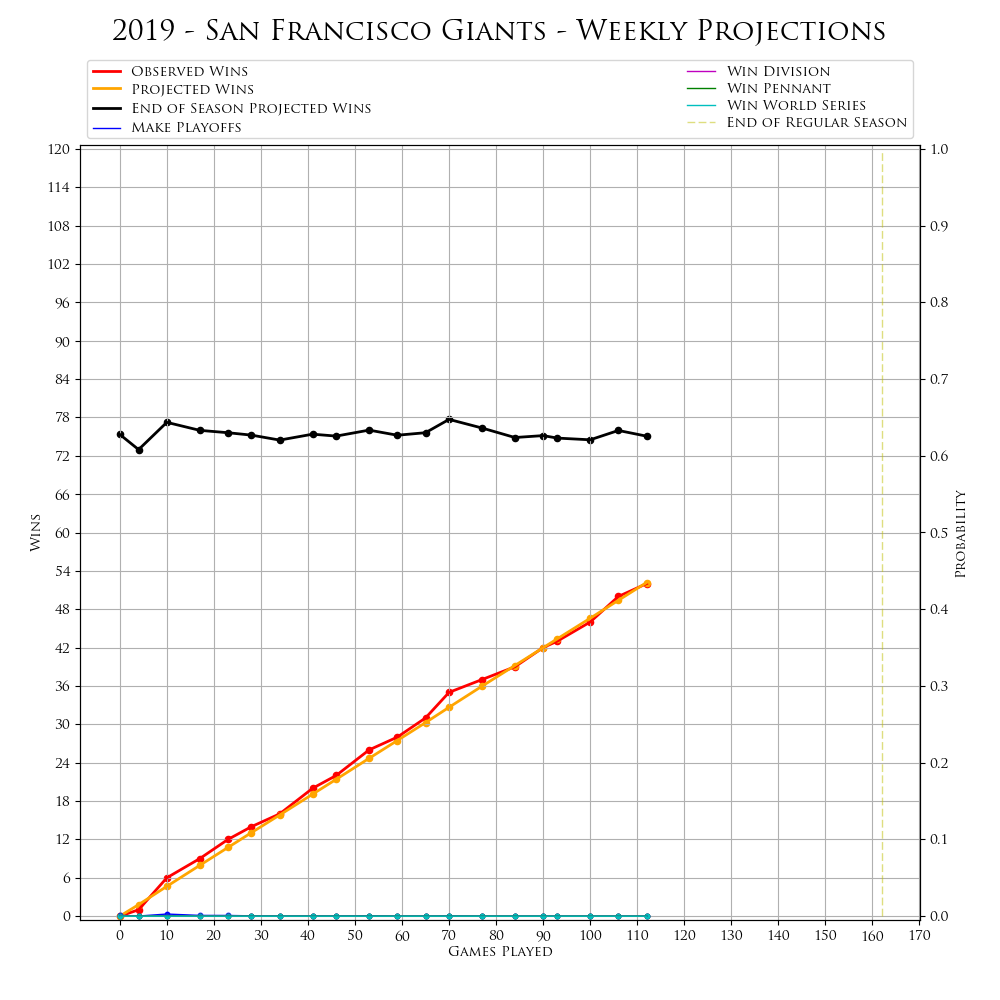 2019 - San Francisco Giants - Weekly Projections
Observed Wins
Projected Wins
End of Season Projected Wins
Make Playoffs
Win Division
Win Pennant
Win World Series
End of Regular Season
120
114
108
102
96
90
84
78
72
66
60
54
48
42
36
30
24
18
12
6
0
Wins
1.0
0.9
0.8
0.7
0.6
0.5
0.4
0.3
0.2
0.1
0.0
Probability
0 10 20 30 40 50 60 70 80 90 100 110 120 130 140 150 160 170
Games Played